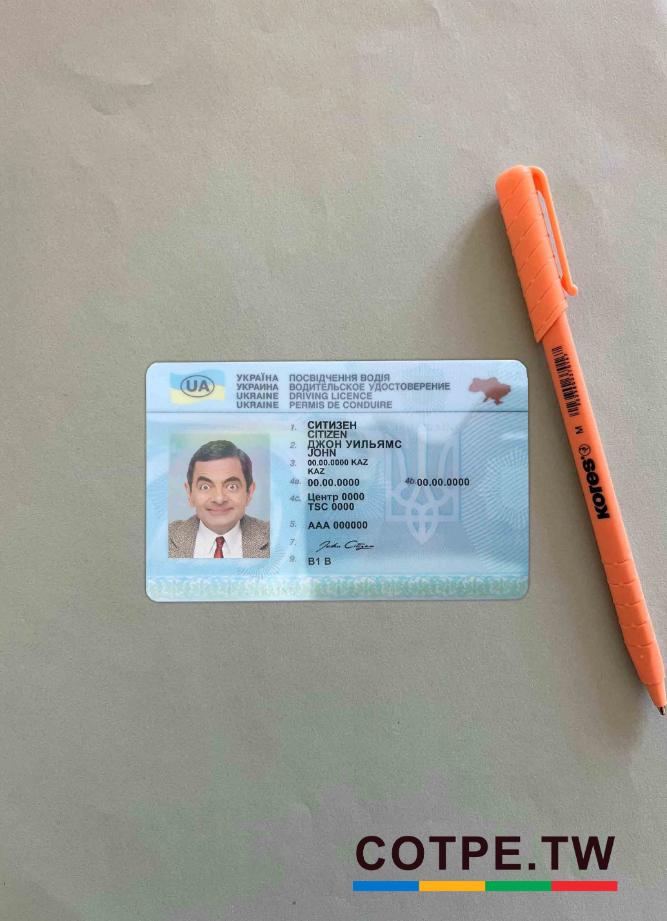 UA
УКРАЇНА ПОСВІДЧЕННЯ ВОДІЯ
УКРАИНА ВОДИТЕЛЬСКОЕ УДОСТОВЕРЕНИЕ
UKRAINE DRIVING LICENCE
UKRAINE PERMIS DE CONDUIRE
1. СИТИЗЕН
CITIZEN
2. ДЖОН УИЛЬЯМС
JOHN
3. 00.00.0000 KAZ
KAZ
4a. 00.00.0000 4b. 00.00.0000
4c. Центр 0000
TSC 0000
5. AAA 000000
7. John Citizen
9. B1 B
M
Kores
COTPE.TW